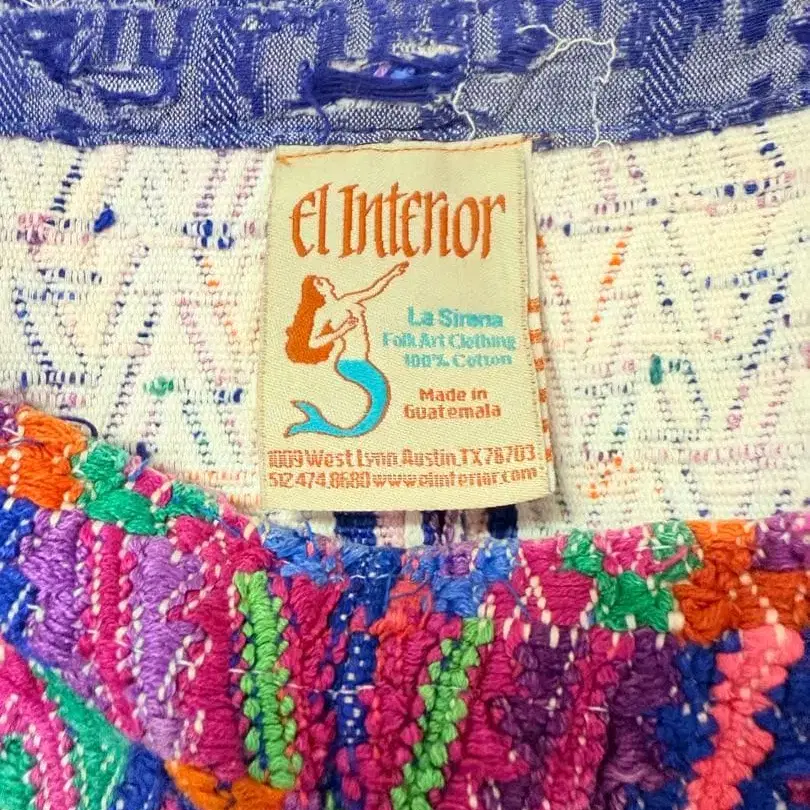 El Interior
La Sirena
Folk Art Clothing
100% Cotton
Made in
Guatemala
1009 West Lynn, Austin, TX 78703
512.474.8680 www.elinterior.com